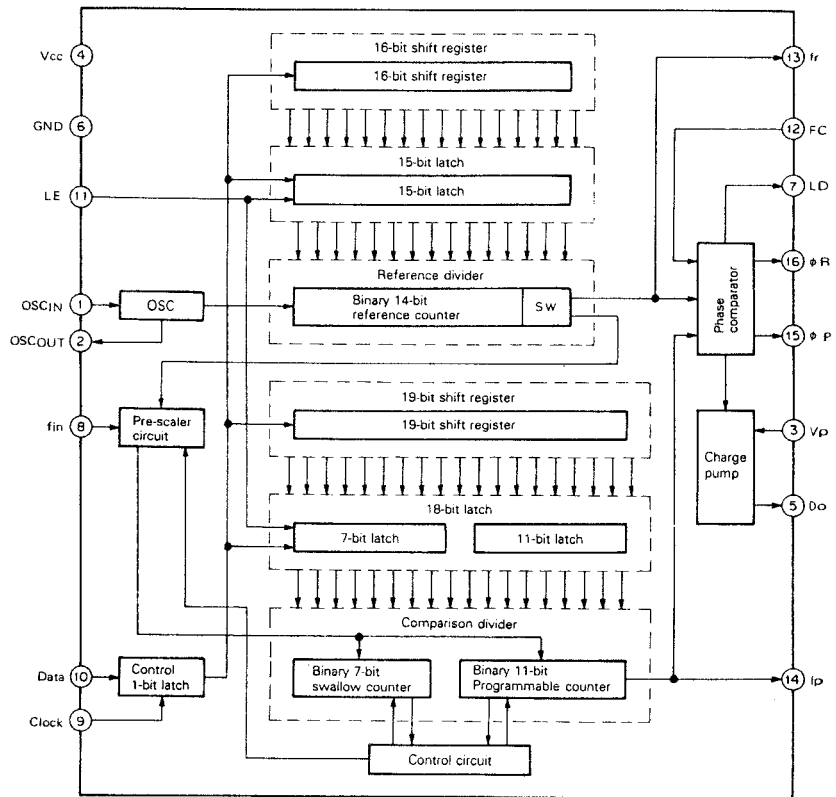 16-bit shift register
Vcc
4
16-bit shift register
13
fr
GND
6
12
FC
15-bit latch
LE
11
15-bit latch
7
LD
Reference divider
16
φR
OSCIN
1
OSC
Binary 14-bit
reference counter
SW
Phase
comparator
OSCOUT
2
15
φP
19-bit shift register
fin
8
Pre-scaler
circuit
19-bit shift register
3
Vp
Charge
pump
18-bit latch
5
Do
7-bit latch
11-bit latch
Comparison divider
Data
10
Control
1-bit latch
Binary 7-bit
swallow counter
Binary 11-bit
Programmable counter
14
fp
Clock
9
Control circuit